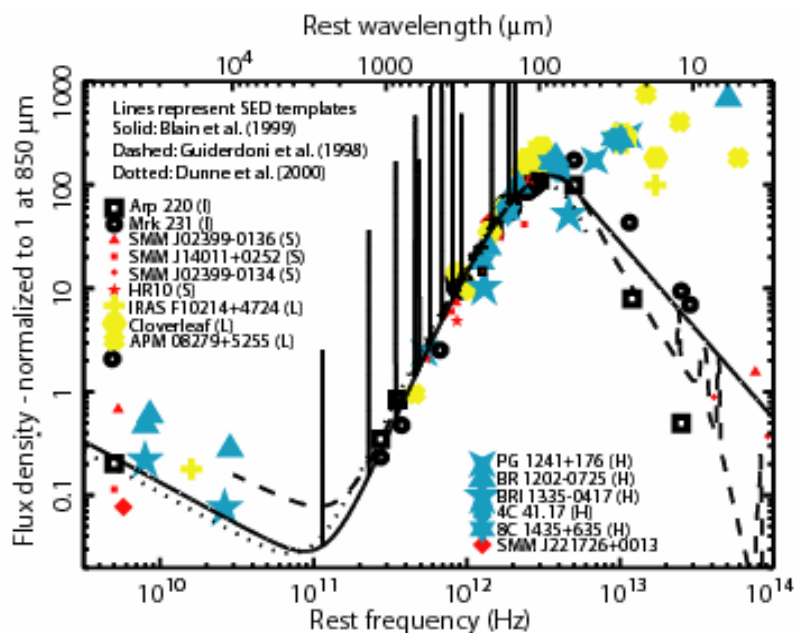 Rest wavelength (μm)
10⁴ 1000 100 10
Lines represent SED templates
Solid: Blain et al. (1999)
Dashed: Guiderdoni et al. (1998)
Dotted: Dunne et al. [2000)
Arp 220 (I)
Mrk 231 (I)
SMM J02399-0136 (S)
SMM J14011+0252 (S)
SMM J02399-0134 (S)
HR10 (S)
IRAS F10214+4724 (L)
Cloverleaf (L)
APM 08279+5255 (L)
PG 1241+176 (H)
BR 1202-0725 (H)
BRI 1335-0417 (H)
4C 41.17 (H)
8C 1435+635 (H)
SMM J221726+0013
Flux density - normalized to 1 at 850 μm
1000
100
10
1
0.1
10¹⁰ 10¹¹ 10¹² 10¹³ 10¹⁴
Rest frequency (Hz)